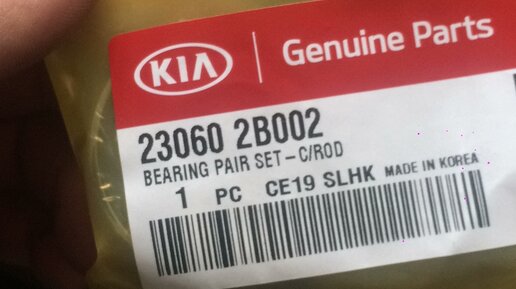 KIA Genuine Parts
23060 2B002
BEARING PAIR SET-C/ROD
1 PC CE19 SLHK MADE IN KOREA